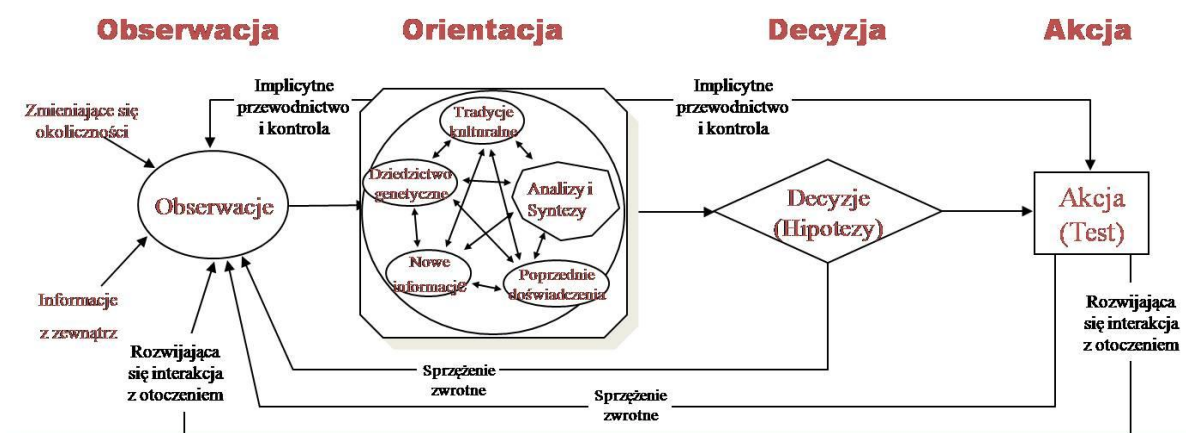 Obserwacja
Orientacja
Decyzja
Akcja
Zmieniające się
okoliczności
Implicytne
przewodnictwo
i kontrola
Tradycje
kulturalne
Implicytne
przewodnictwo
i kontrola
Obserwacje
Dziedzictwo
genetyczne
Analizy i
Syntezy
Decyzje
(Hipotezy)
Akcja
(Test)
Nowe
informacje
Poprzednie
doświadczenia
Informacje
z zewnątrz
Rozwijająca
się interakcja
z otoczeniem
Sprzężenie
zwrotne
Sprzężenie
zwrotne
Rozwijająca
się interakcja
z otoczeniem